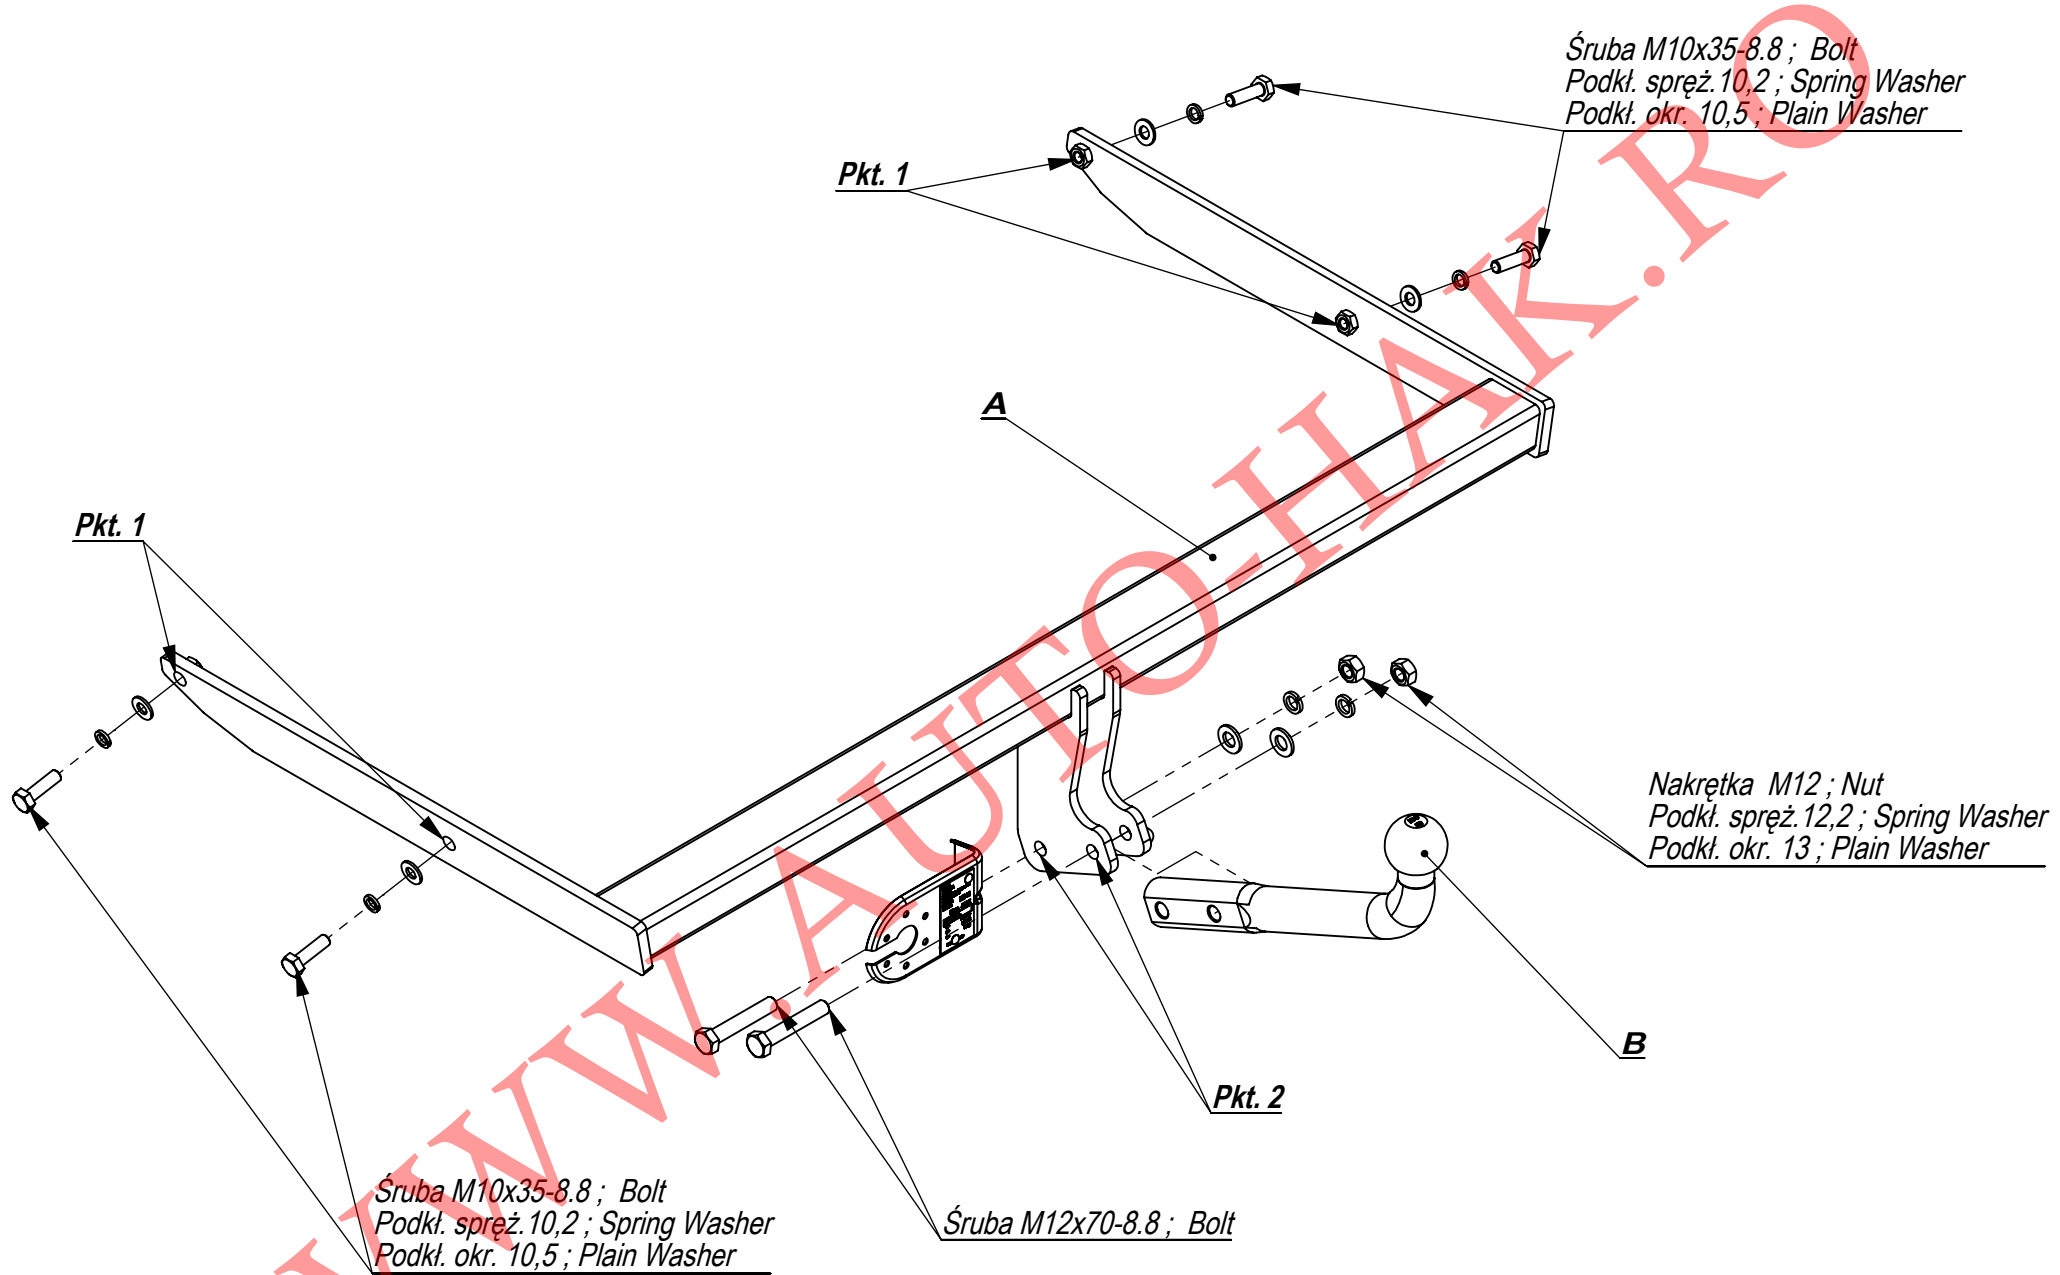 Śruba M10x35-8.8 ; Bolt
Podkł. spręż.10,2 ; Spring Washer
Podkł. okr. 10,5 ; Plain Washer
Pkt. 1
A
Pkt. 1
Nakrętka M12 ; Nut
Podkł. spręż.12,2 ; Spring Washer
Podkł. okr. 13 ; Plain Washer
B
Pkt. 2
Śruba M10x35-8.8 ; Bolt
Podkł. spręż.10,2 ; Spring Washer
Podkł. okr. 10,5 ; Plain Washer
Śruba M12x70-8.8 ; Bolt
WWW.AUTO-HAK.RO